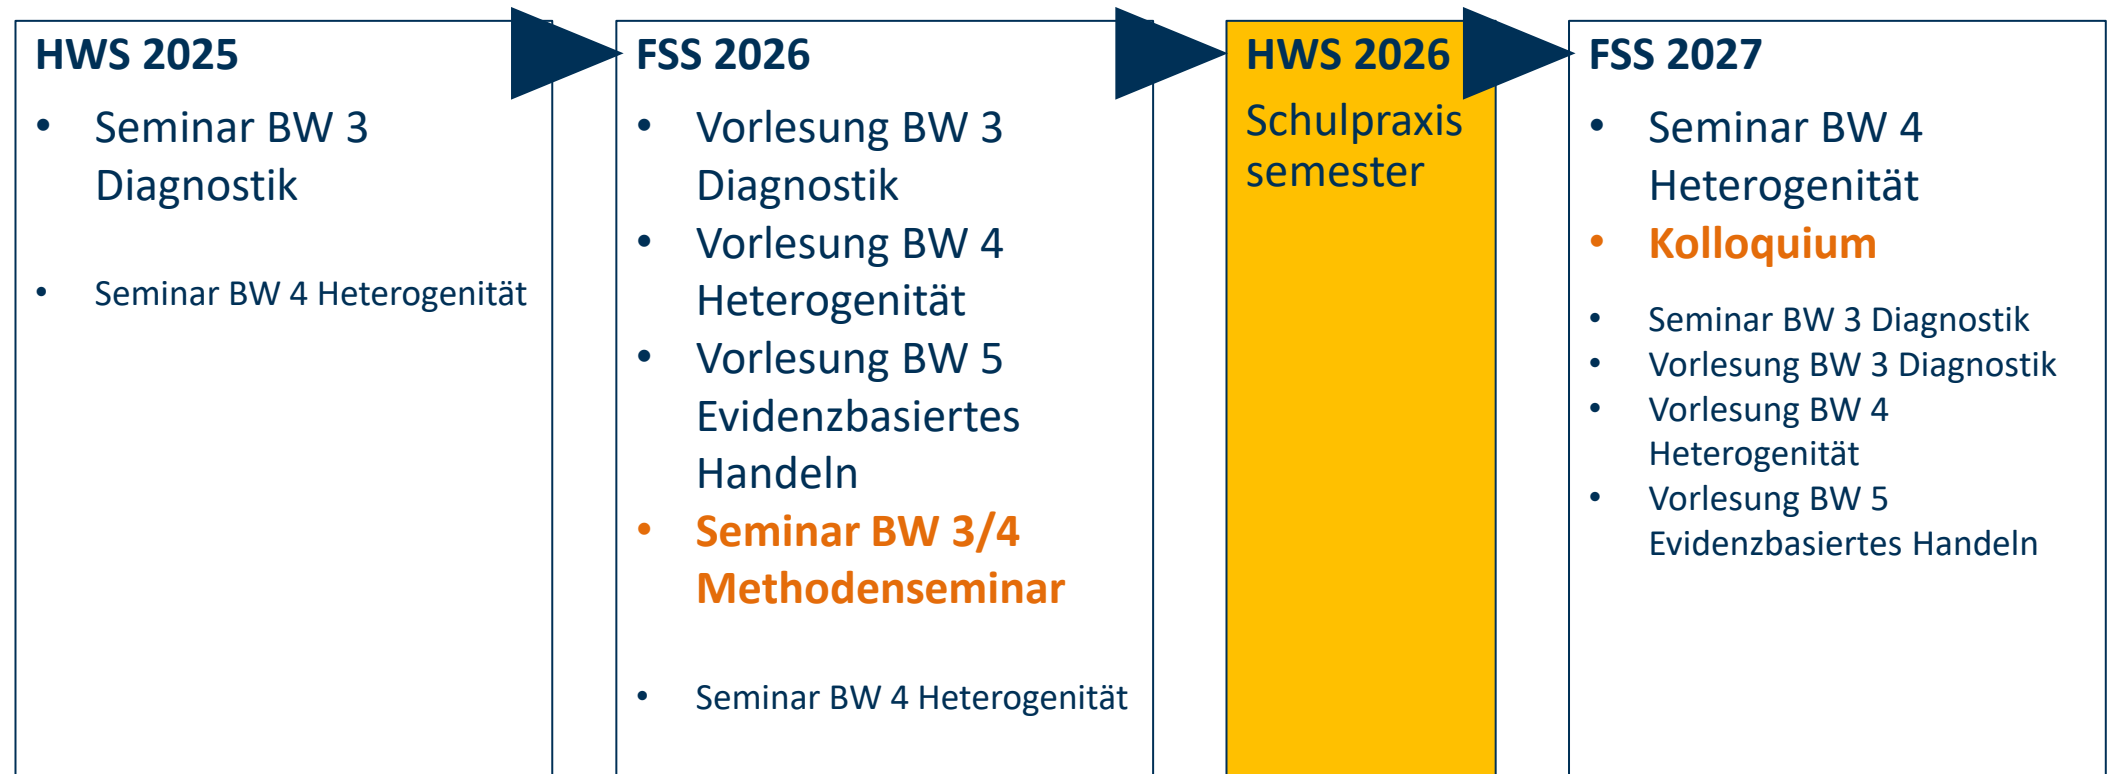 HWS 2025
• Seminar BW 3
Diagnostik
• Seminar BW 4 Heterogenität
FSS 2026
• Vorlesung BW 3
Diagnostik
• Vorlesung BW 4
Heterogenität
• Vorlesung BW 5
Evidenzbasiertes
Handeln
• Seminar BW 3/4
Methodenseminar
• Seminar BW 4 Heterogenität
HWS 2026
Schulpraxis
semester
FSS 2027
• Seminar BW 4
Heterogenität
• Kolloquium
• Seminar BW 3 Diagnostik
• Vorlesung BW 3 Diagnostik
• Vorlesung BW 4
Heterogenität
• Vorlesung BW 5
Evidenzbasiertes Handeln